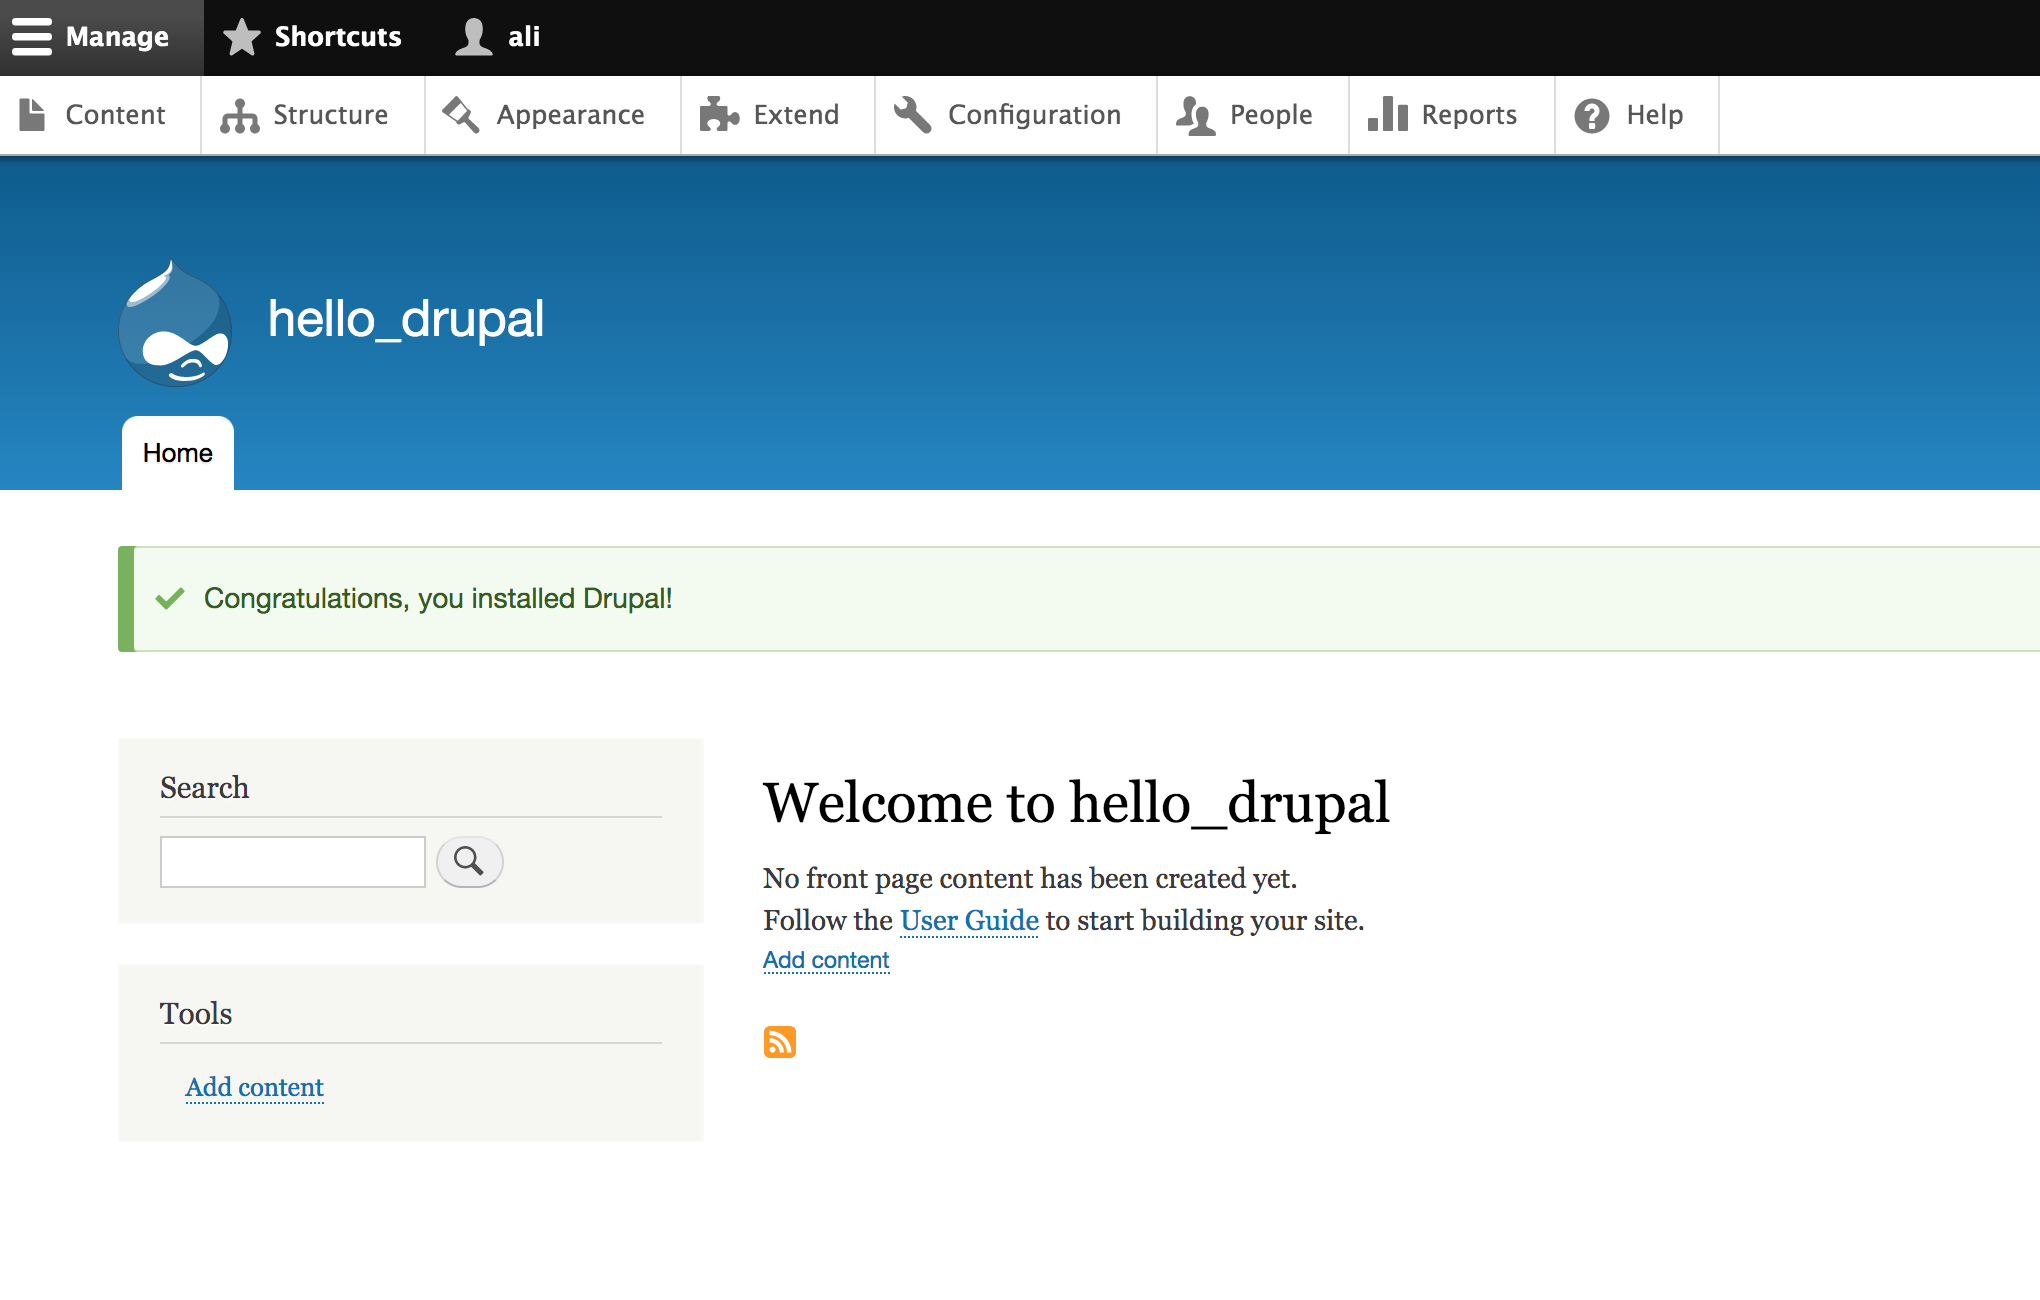 Manage Shortcuts ali
Content Structure Appearance Extend Configuration People Reports Help
hello_drupal
Home
Congratulations, you installed Drupal!
Search
Tools
Add content
Welcome to hello_drupal
No front page content has been created yet.
Follow the User Guide to start building your site.
Add content